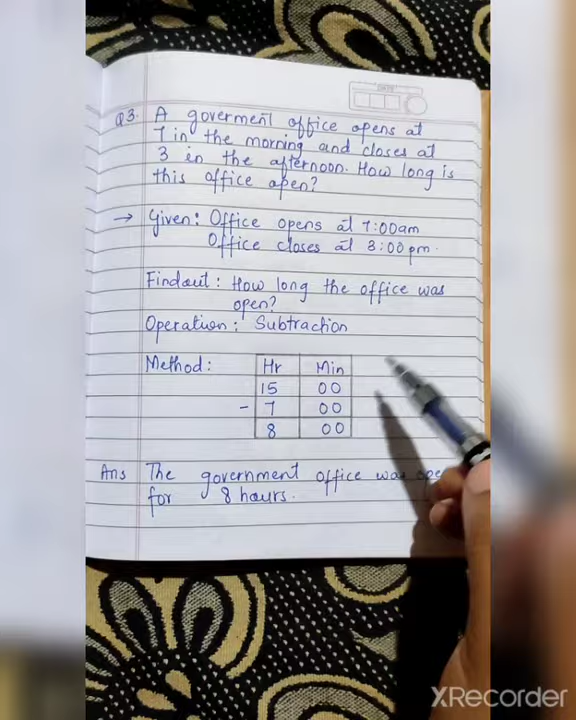 DATE
Q3. A goverment office opens at
7 in the morning and closes at
3 in the afternoon. How long is
this office open?
→ Given: Office opens at 7:00am
Office closes at 3:00pm.
Findout: How long the office was
open?
Operation: Subtraction
Method: Hr Min
15 00
- 7 00
8 00
Ans The government office was ope
for 8 hours.
XRecorder